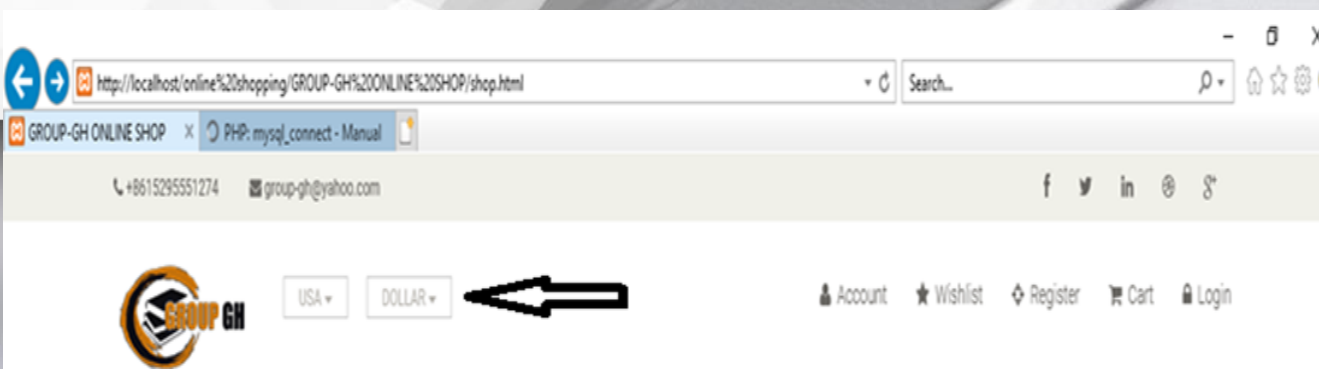 http://localhost/online%20shopping/GROUP-GH%20ONLINE%20SHOP/shop.html Search...
GROUP-GH ONLINE SHOP PHP: mysql_connect - Manual
+8615295551274 group-gh@yahoo.com
USA DOLLAR Account Wishlist Register Cart Login
GROUP GH